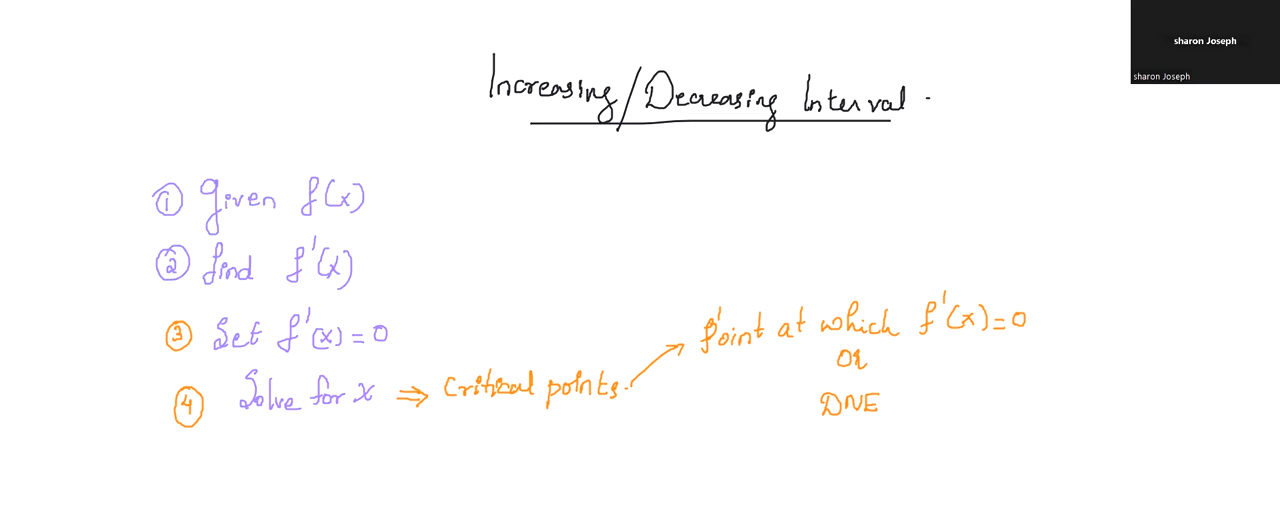 sharon Joseph
sharon Joseph
Increasing/Decreasing Interval.
① Given f(x)
② find f'(x)
③ Set f'(x) = 0
④ Solve for x ⇒ Critical points.
Point at which f'(x) = 0
OR
DNE